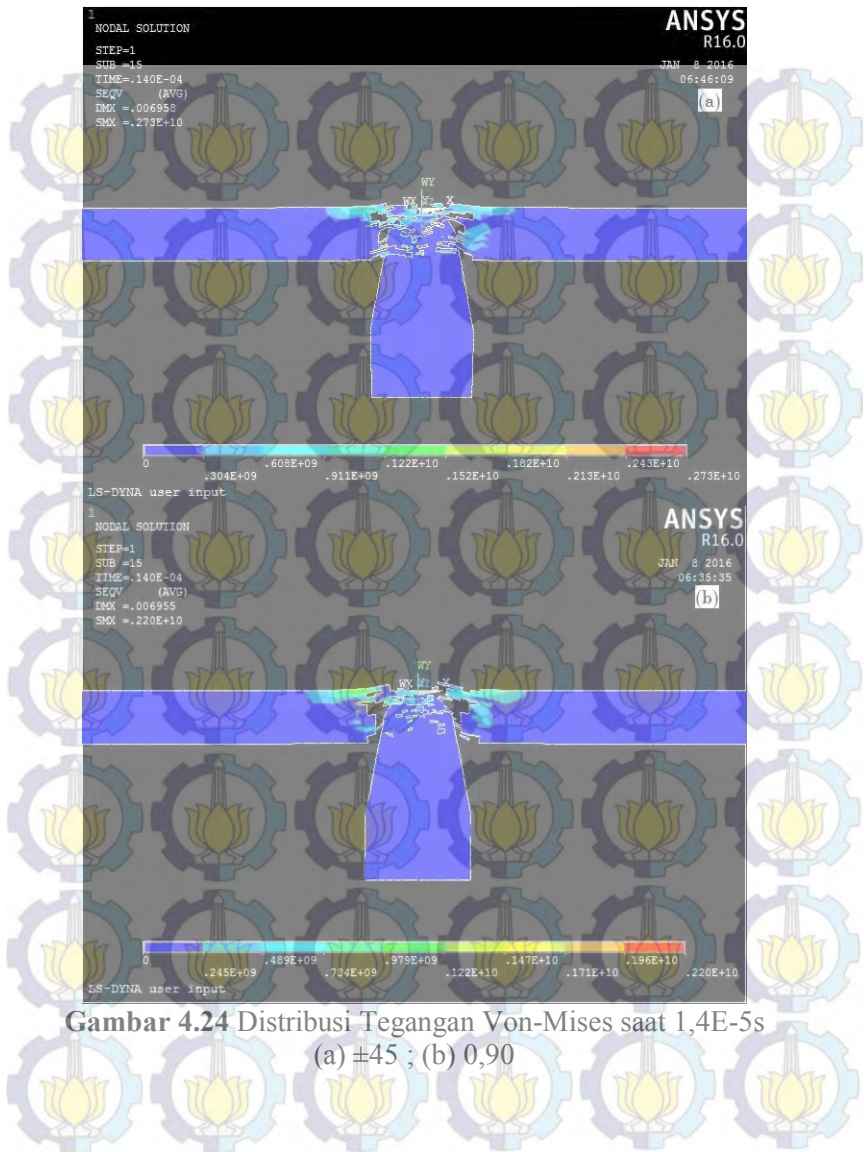 1
NODAL SOLUTION
STEP=1
SUB =15
TIME=.140E-04
SEQV (AVG)
DMX =.006958
SMX =.273E+10
ANSYS
R16.0
JAN 8 2016
06:46:09
(a)
WY
WX WZ X
0 .608E+09 .122E+10 .182E+10 .243E+10
.304E+09 .911E+09 .152E+10 .213E+10 .273E+10
LS-DYNA user input
1
NODAL SOLUTION
STEP=1
SUB =15
TIME=.140E-04
SEQV (AVG)
DMX =.006955
SMX =.220E+10
ANSYS
R16.0
JAN 8 2016
06:35:35
(b)
WY
WX WZ X
0 .489E+09 .979E+09 .147E+10 .196E+10
.245E+09 .734E+09 .122E+10 .171E+10 .220E+10
LS-DYNA user input
Gambar 4.24 Distribusi Tegangan Von-Mises saat 1,4E-5s
(a) ±45 ; (b) 0,90